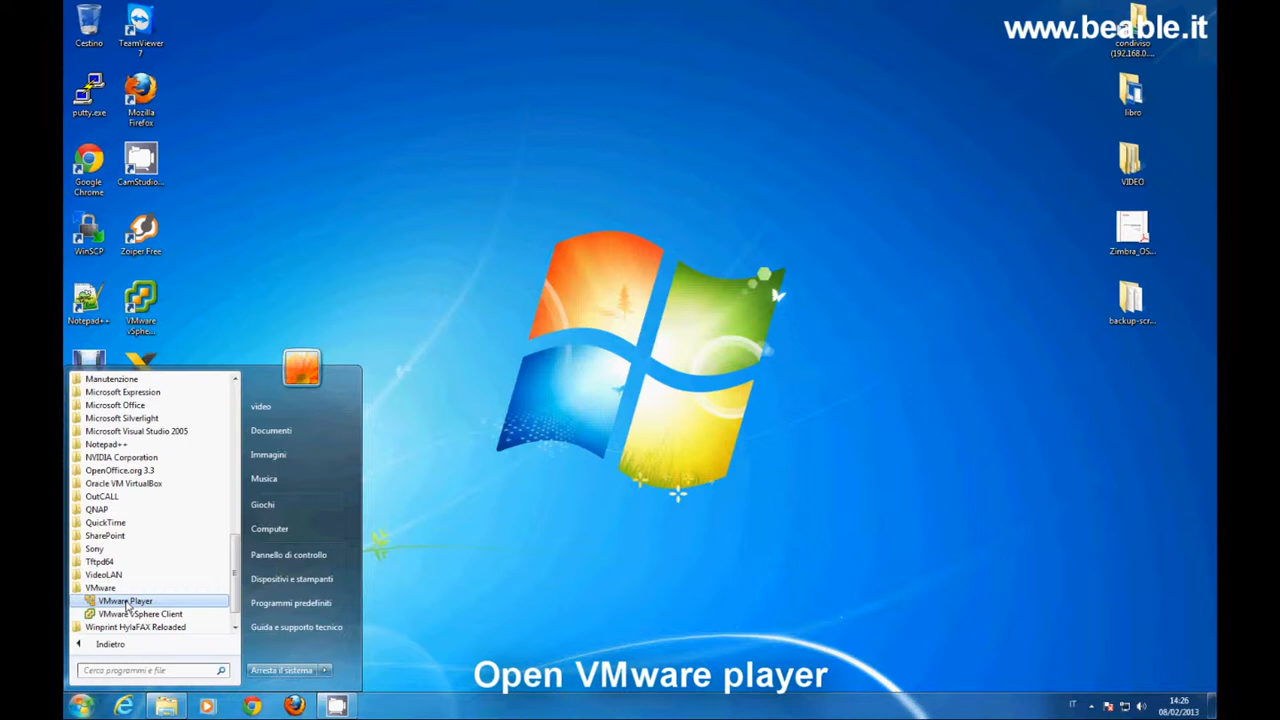 www.beable.it
Cestino
TeamViewer
7
condiviso
(192.168.0....
putty.exe
Mozilla
Firefox
libro
Google
Chrome
CamStudio...
VIDEO
WinSCP
Zoiper Free
Zimbra_OS...
Notepad++
VMware
vSphe...
backup-scr...
Manutenzione
Microsoft Expression
Microsoft Office
Microsoft Silverlight
Microsoft Visual Studio 2005
Notepad++
NVIDIA Corporation
OpenOffice.org 3.3
Oracle VM VirtualBox
OutCALL
QNAP
QuickTime
SharePoint
Sony
Tftpd64
VideoLAN
VMware
VMware Player
VMware vSphere Client
Winprint HylaFAX Reloaded
Indietro
Cerca programmi e file
video
Documenti
Immagini
Musica
Giochi
Computer
Pannello di controllo
Dispositivi e stampanti
Programmi predefiniti
Guida e supporto tecnico
Arresta il sistema
Open VMware player
IT
14:26
08/02/2013